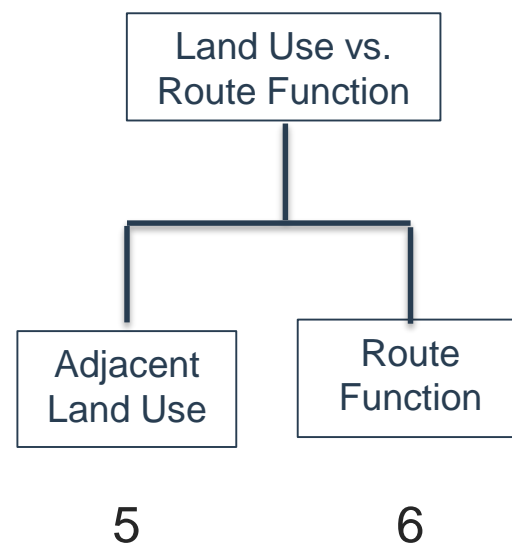 Land Use vs.
Route Function
Adjacent
Land Use
Route
Function
5
6